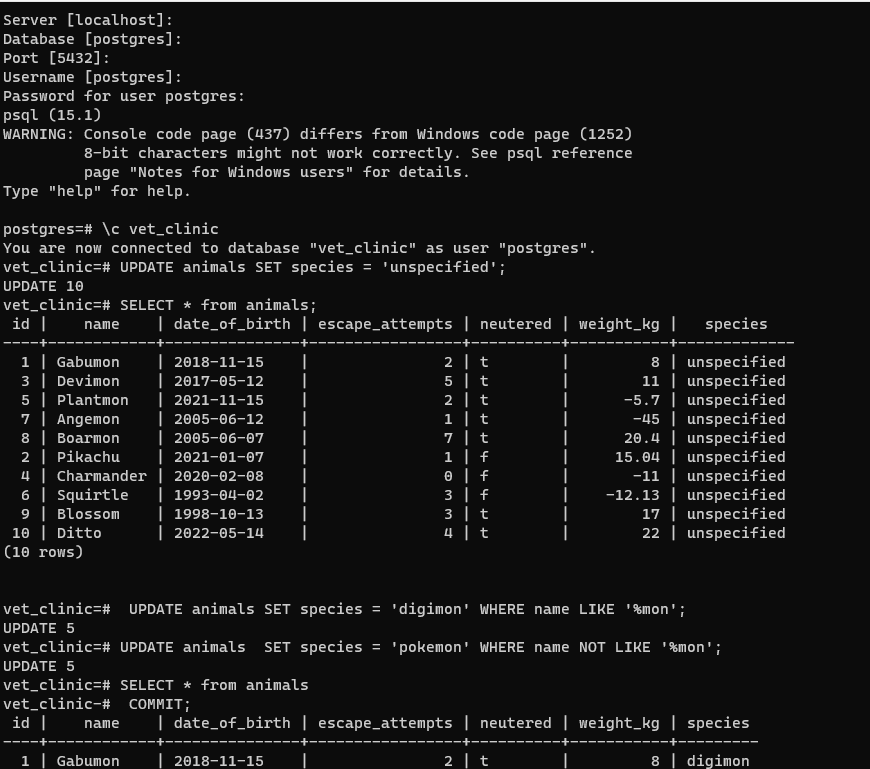 Server [localhost]:
Database [postgres]:
Port [5432]:
Username [postgres]:
Password for user postgres:
psql (15.1)
WARNING: Console code page (437) differs from Windows code page (1252)
         8-bit characters might not work correctly. See psql reference
         page "Notes for Windows users" for details.
Type "help" for help.

postgres=# \c vet_clinic
You are now connected to database "vet_clinic" as user "postgres".
vet_clinic=# UPDATE animals SET species = 'unspecified';
UPDATE 10
vet_clinic=# SELECT * from animals;
 id |    name    | date_of_birth | escape_attempts | neutered | weight_kg |   species
----+------------+---------------+-----------------+----------+-----------+-------------
  1 | Gabumon    | 2018-11-15    |               2 | t        |         8 | unspecified
  3 | Devimon    | 2017-05-12    |               5 | t        |        11 | unspecified
  5 | Plantmon   | 2021-11-15    |               2 | t        |      -5.7 | unspecified
  7 | Angemon    | 2005-06-12    |               1 | t        |       -45 | unspecified
  8 | Boarmon    | 2005-06-07    |               7 | t        |      20.4 | unspecified
  2 | Pikachu    | 2021-01-07    |               1 | f        |     15.04 | unspecified
  4 | Charmander | 2020-02-08    |               0 | f        |       -11 | unspecified
  6 | Squirtle   | 1993-04-02    |               3 | f        |    -12.13 | unspecified
  9 | Blossom    | 1998-10-13    |               3 | t        |        17 | unspecified
 10 | Ditto      | 2022-05-14    |               4 | t        |        22 | unspecified
(10 rows)


vet_clinic=#  UPDATE animals SET species = 'digimon' WHERE name LIKE '%mon';
UPDATE 5
vet_clinic=# UPDATE animals  SET species = 'pokemon' WHERE name NOT LIKE '%mon';
UPDATE 5
vet_clinic=# SELECT * from animals
vet_clinic-#  COMMIT;
 id |    name    | date_of_birth | escape_attempts | neutered | weight_kg | species
----+------------+---------------+-----------------+----------+-----------+---------
  1 | Gabumon    | 2018-11-15    |               2 | t        |         8 | digimon